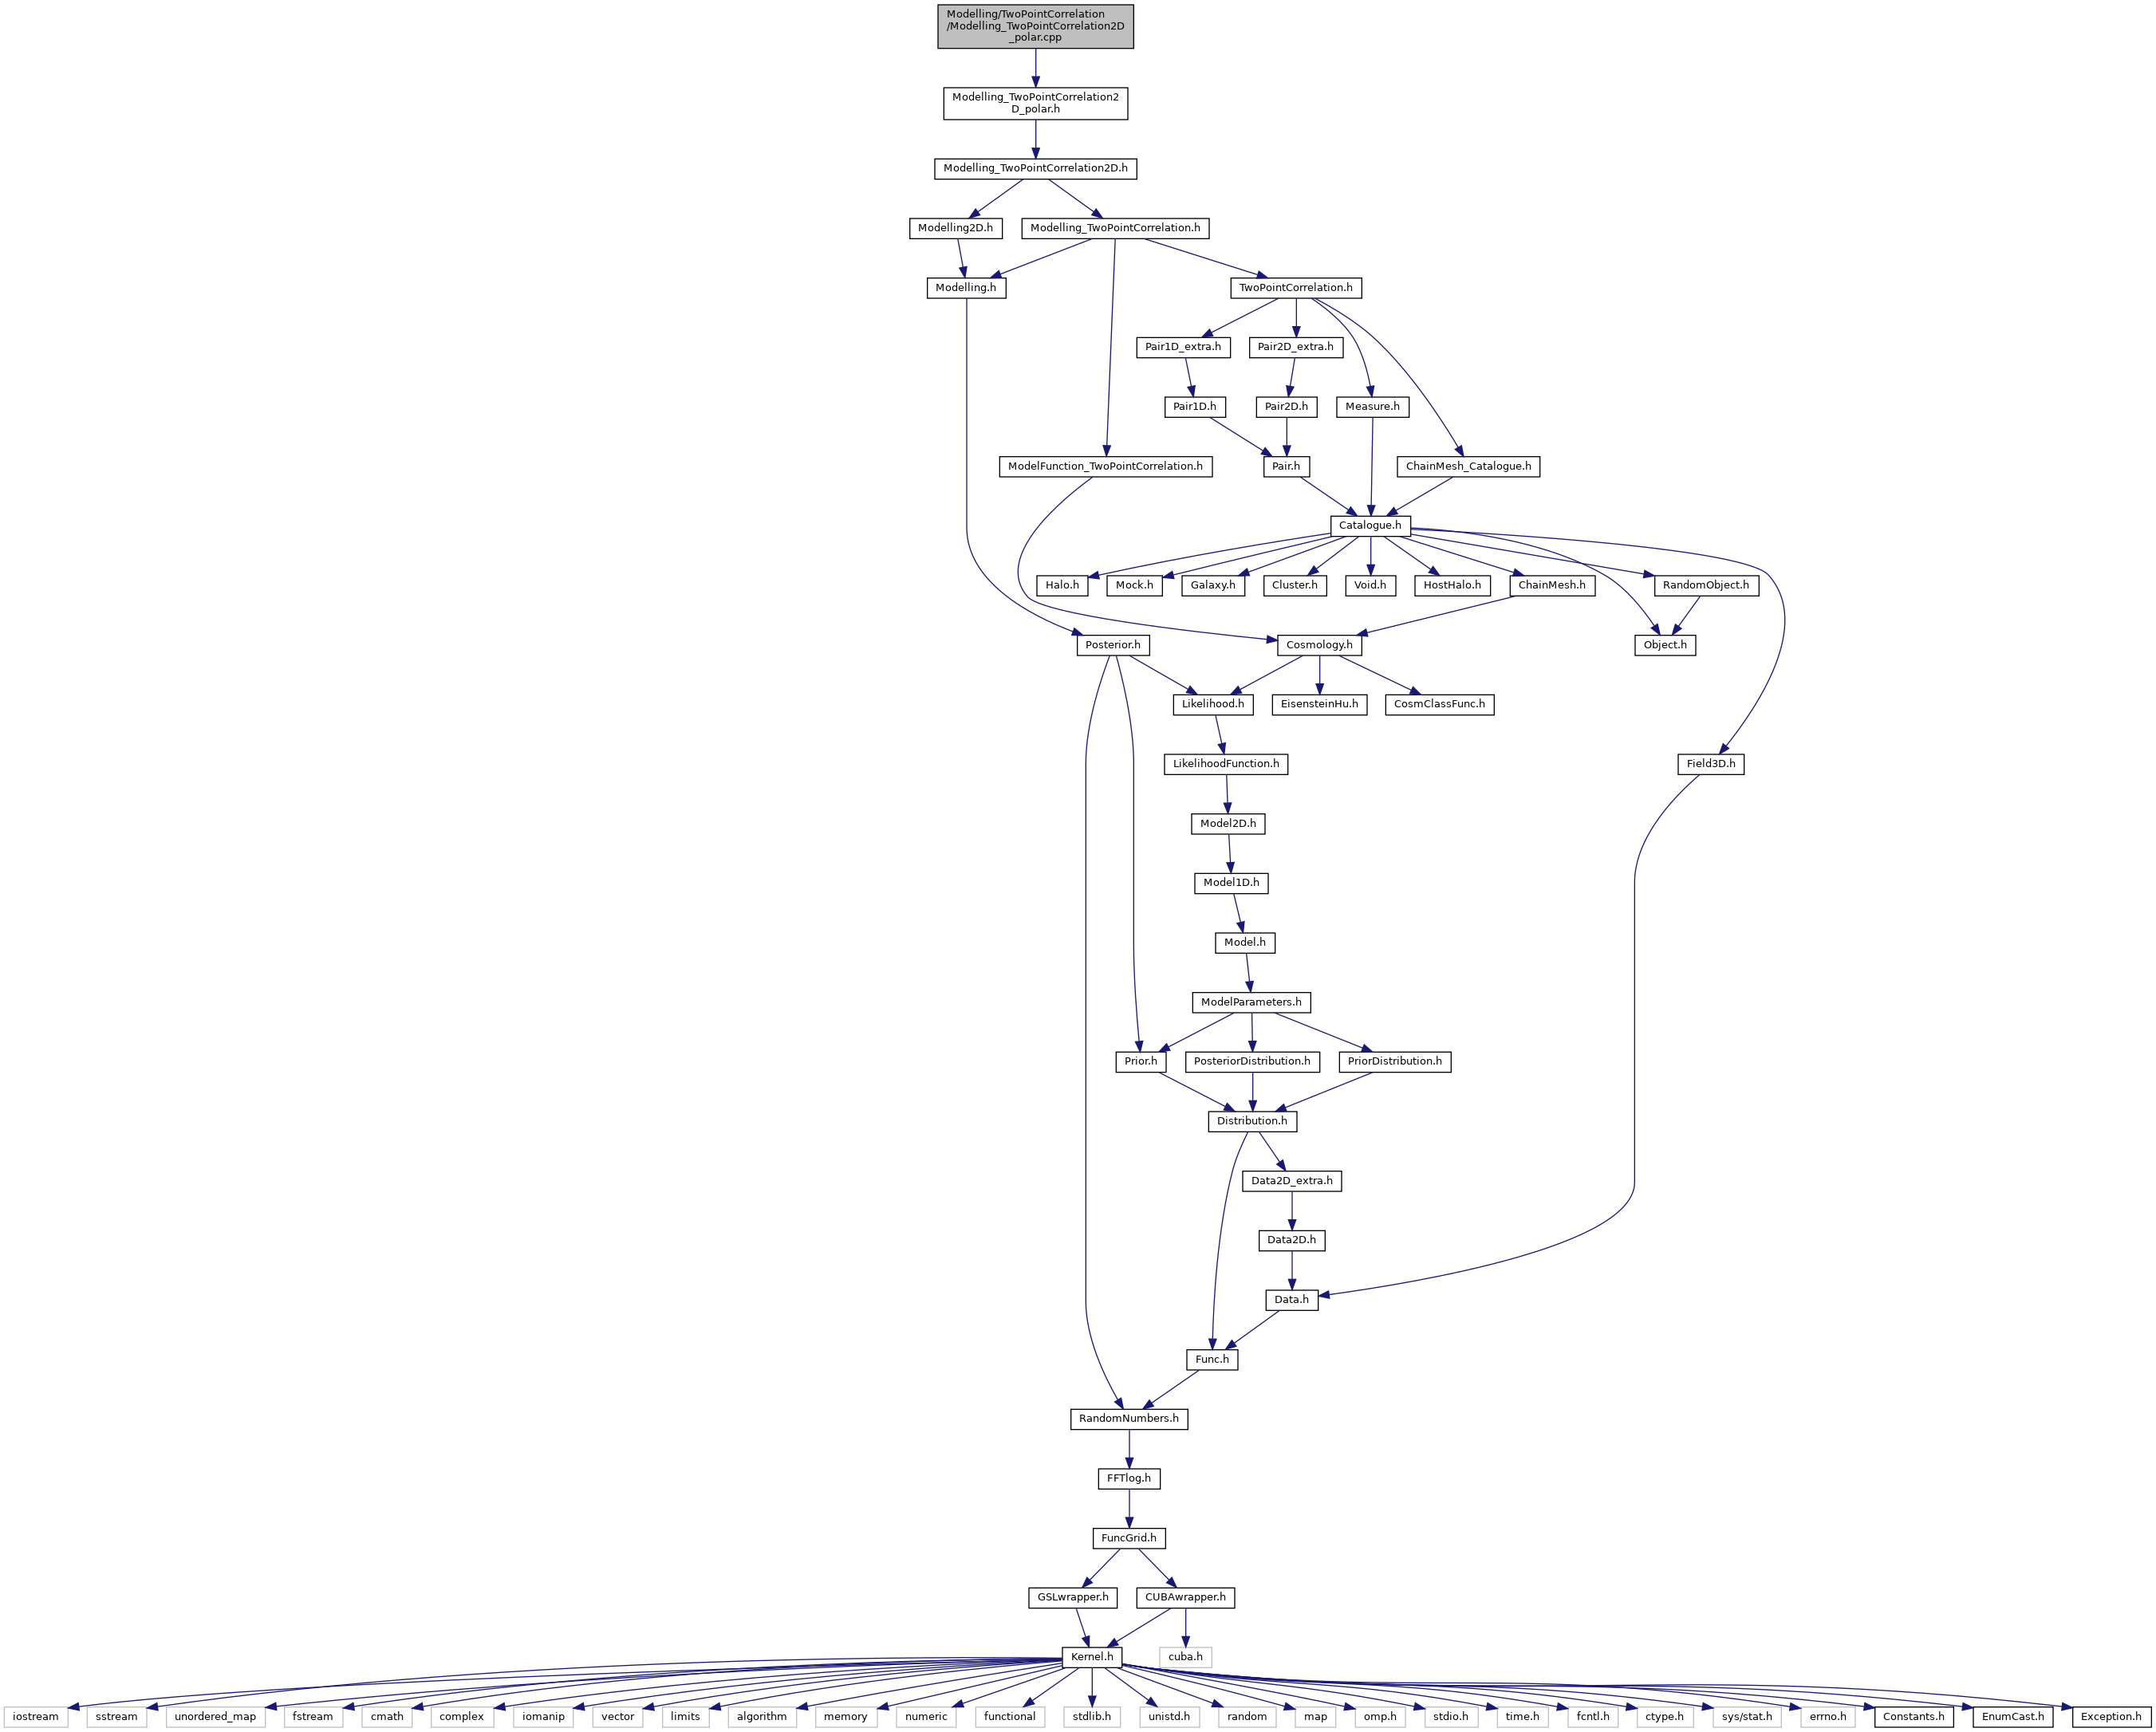 Modelling/TwoPointCorrelation
/Modelling_TwoPointCorrelation2D
_polar.cpp
Modelling_TwoPointCorrelation2
D_polar.h
Modelling_TwoPointCorrelation2D.h
Modelling2D.h
Modelling_TwoPointCorrelation.h
Modelling.h
TwoPointCorrelation.h
Pair1D_extra.h
Pair2D_extra.h
Pair1D.h
Pair2D.h
Measure.h
ModelFunction_TwoPointCorrelation.h
Pair.h
ChainMesh_Catalogue.h
Catalogue.h
Halo.h
Mock.h
Galaxy.h
Cluster.h
Void.h
HostHalo.h
ChainMesh.h
RandomObject.h
Posterior.h
Cosmology.h
Object.h
Likelihood.h
EisensteinHu.h
CosmClassFunc.h
LikelihoodFunction.h
Field3D.h
Model2D.h
Model1D.h
Model.h
ModelParameters.h
Prior.h
PosteriorDistribution.h
PriorDistribution.h
Distribution.h
Data2D_extra.h
Data2D.h
Data.h
Func.h
RandomNumbers.h
FFTlog.h
FuncGrid.h
GSLwrapper.h
CUBAwrapper.h
Kernel.h
cuba.h
iostream
sstream
unordered_map
fstream
cmath
complex
iomanip
vector
limits
algorithm
memory
numeric
functional
stdlib.h
unistd.h
random
map
omp.h
stdio.h
time.h
fcntl.h
ctype.h
sys/stat.h
errno.h
Constants.h
EnumCast.h
Exception.h